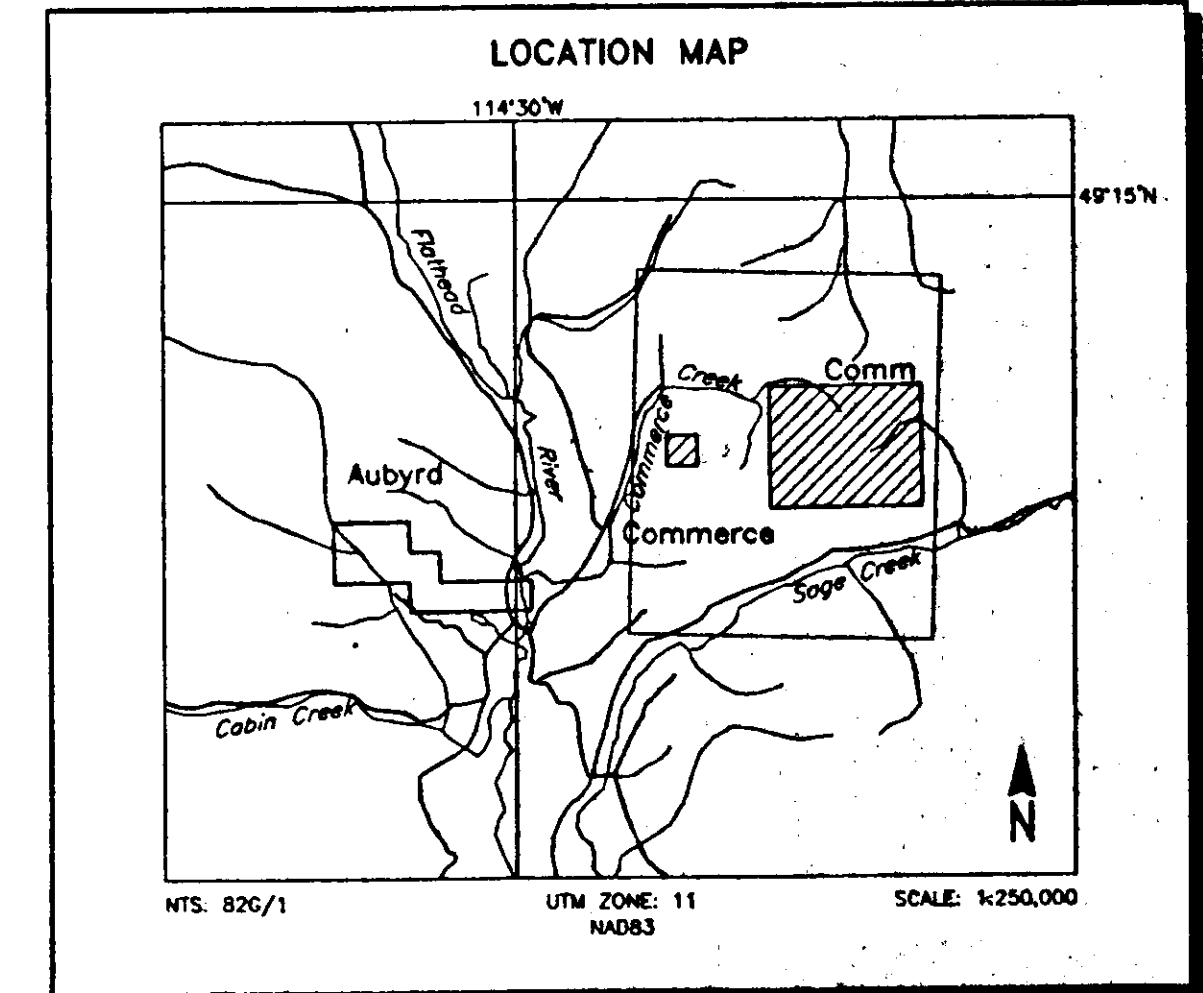 LOCATION MAP
114°30'W
49°15'N
Flathead
Comm
Creek
Commerce
River
Aubyrd
Commerce
Sage Creek
Cabin Creek
N
NTS: 82G/1
UTM ZONE: 11
SCALE: 1:250,000
NAD83